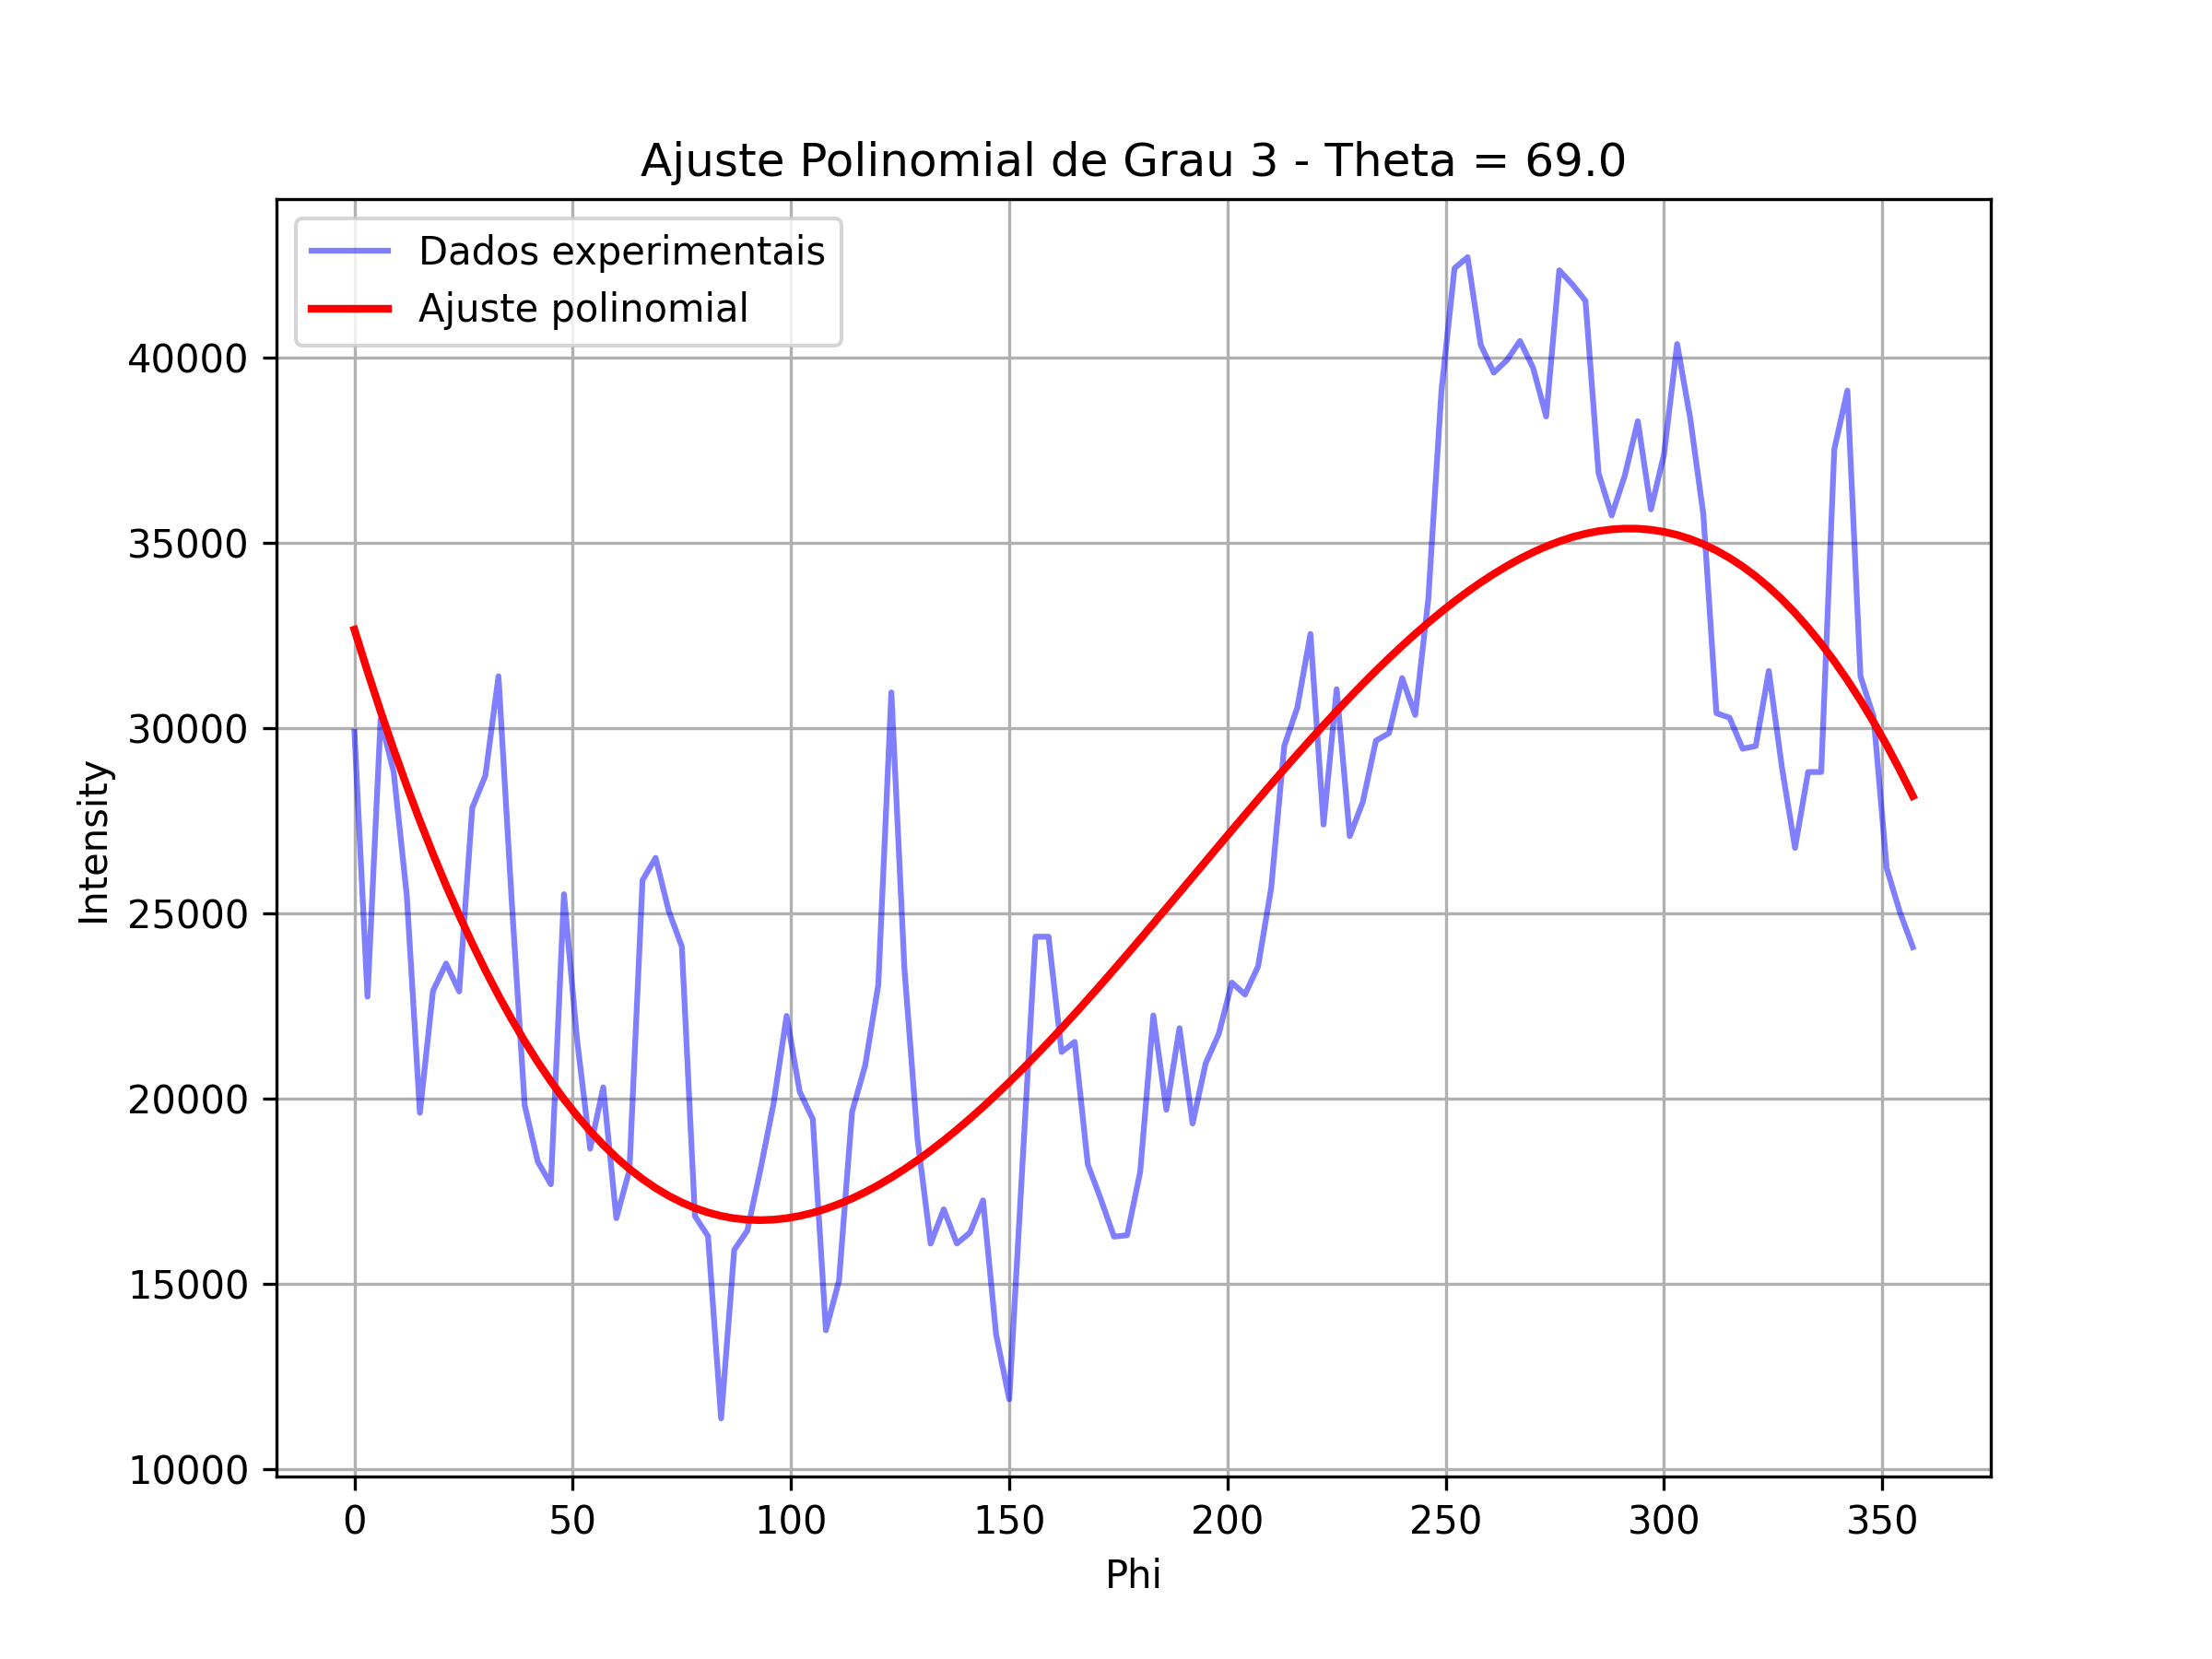 Ajuste Polinomial de Grau 3 - Theta = 69.0
Dados experimentais
Ajuste polinomial
40000
35000
30000
25000
20000
15000
10000
Intensity
0 50 100 150 200 250 300 350
Phi